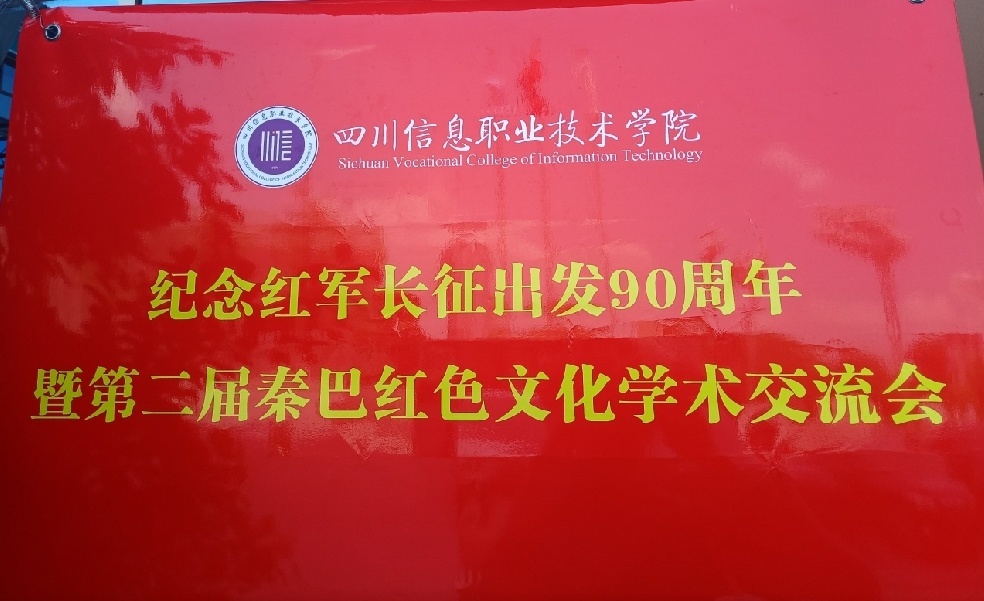 四川信息职业技术学院
Sichuan Vocational College of Information Technology
纪念红军长征出发90周年
暨第二届秦巴红色文化学术交流会